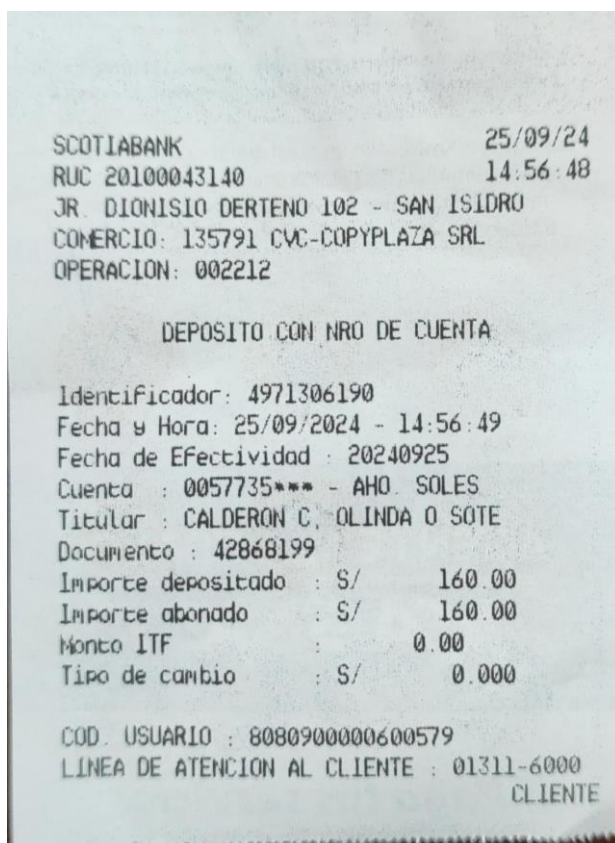 SCOTIABANK 25/09/24
RUC 20100043140 14:56:48
JR. DIONISIO DERTENO 102 - SAN ISIDRO
COMERCIO: 135791 CVC-COPYPLAZA SRL
OPERACION: 002212
DEPOSITO CON NRO DE CUENTA
Identificador: 4971306190
Fecha y Hora: 25/09/2024 - 14:56:49
Fecha de Efectividad : 20240925
Cuenta : 0057735*** - AHO. SOLES
Titular : CALDERON C, OLINDA O SOTE
Documento : 42868199
Importe depositado : S/ 160.00
Importe abonado : S/ 160.00
Monto ITF : 0.00
Tipo de cambio : S/ 0.000
COD. USUARIO : 8080900000600579
LINEA DE ATENCION AL CLIENTE : 01311-6000
CLIENTE